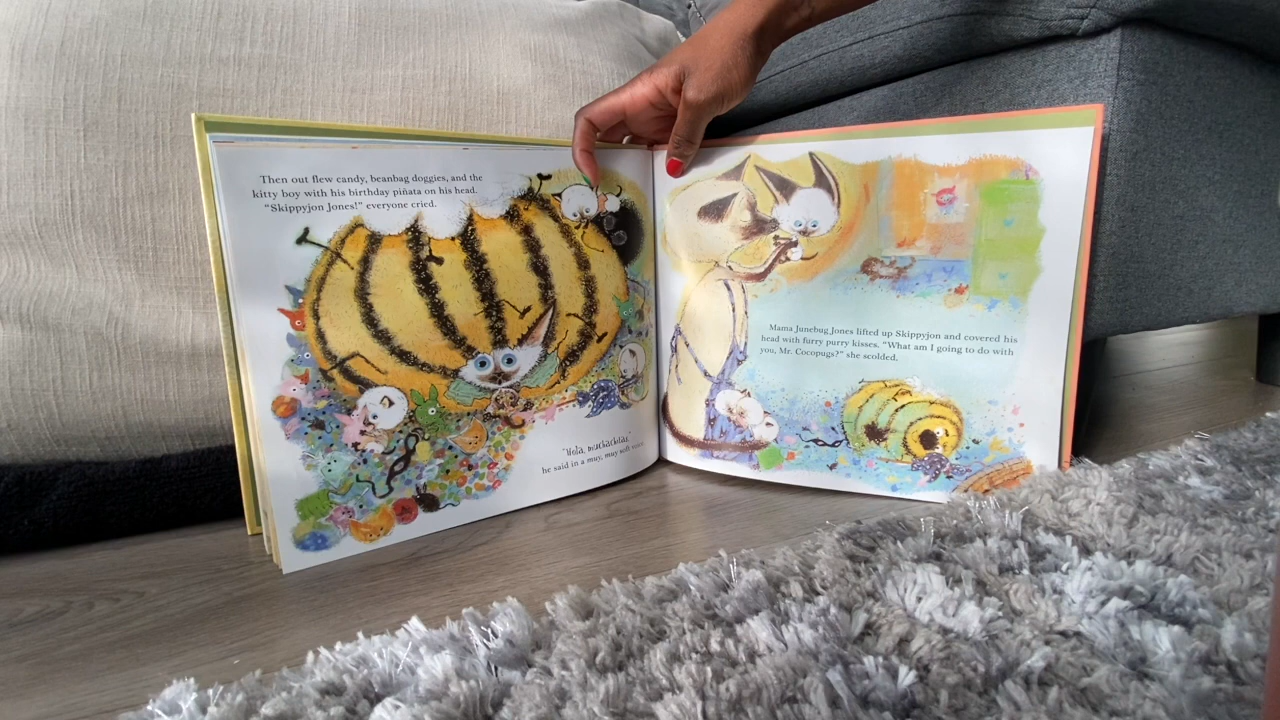 Then out flew candy, beanbag doggies, and the
kitty boy with his birthday piñata on his head.
"Skippyjon Jones!" everyone cried.
"Hola, muchachitas,"
he said in a muy, muy soft voice.
Mama Junebug Jones lifted up Skippyjon and covered his
head with furry purry kisses. "What am I going to do with
you, Mr. Cocopugs?" she scolded.